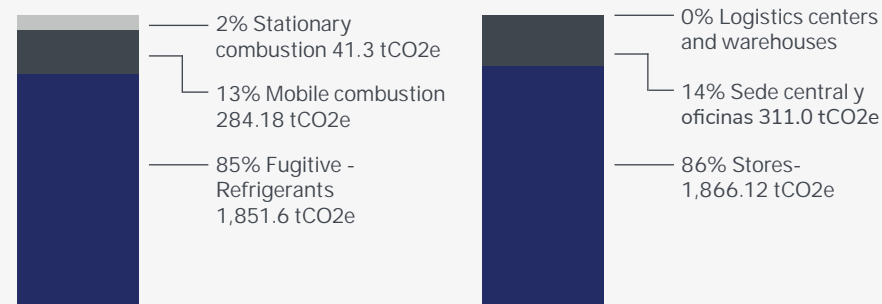 2% Stationary
combustion 41.3 tCO2e
13% Mobile combustion
284.18 tCO2e
85% Fugitive -
Refrigerants
1,851.6 tCO2e
0% Logistics centers
and warehouses
14% Sede central y
oficinas 311.0 tCO2e
86% Stores-
1,866.12 tCO2e